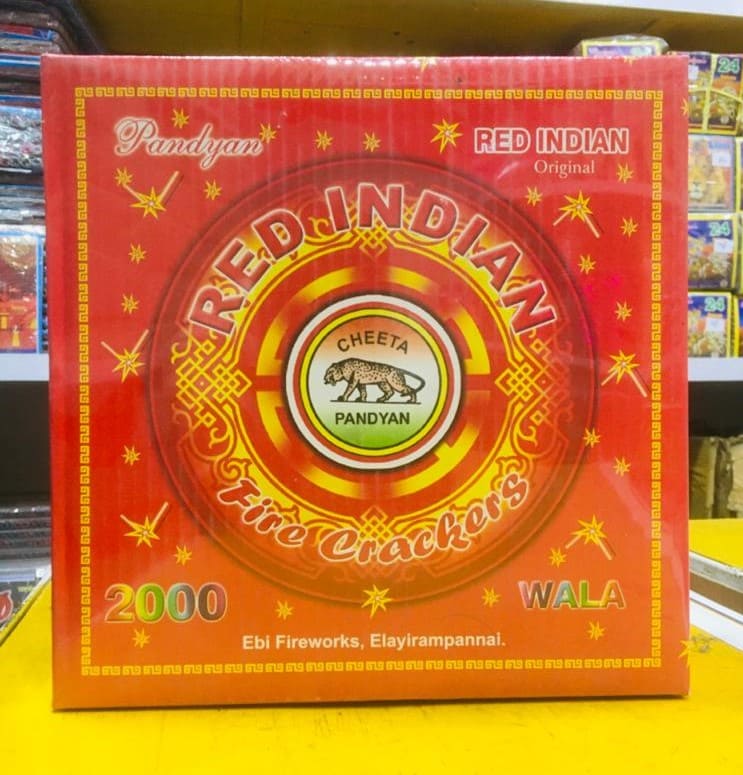 Pandyan
RED INDIAN
Original
RED INDIAN
CHEETA
PANDYAN
Fire Crackers
2000
WALA
Ebi Fireworks, Elayirampannai.
24
24
24